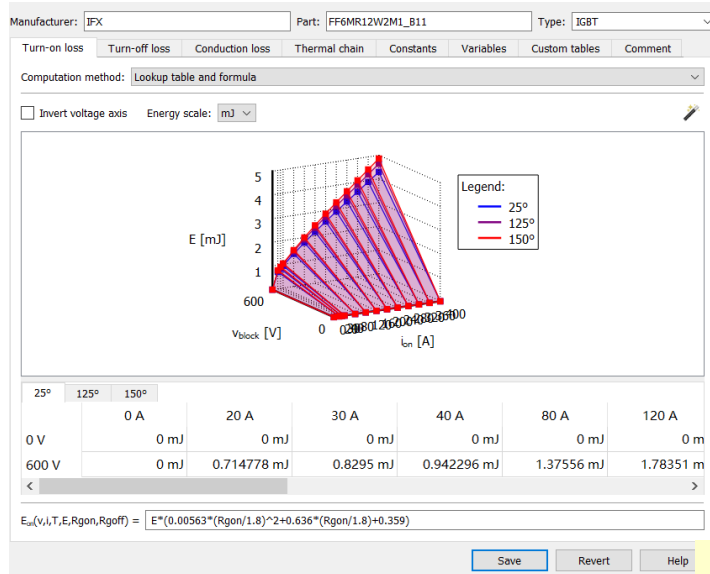 Manufacturer: IFX Part: FF6MR12W2M1_B11 Type: IGBT
Turn-on loss Turn-off loss Conduction loss Thermal chain Constants Variables Custom tables Comment
Computation method: Lookup table and formula
Invert voltage axis Energy scale: mJ
5
4
3
2
1
E [mJ]
600
0
v_block [V]
0
i_on [A]
Legend:
25°
125°
150°
25° 125° 150°
0 A 20 A 30 A 40 A 80 A 120 A
0 V 0 mJ 0 mJ 0 mJ 0 mJ 0 mJ 0 m
600 V 0 mJ 0.714778 mJ 0.8295 mJ 0.942296 mJ 1.37556 mJ 1.78351 m
E_on(v,i,T,E,Rgon,Rgoff) = E*(0.00563*(Rgon/1.8)^2+0.636*(Rgon/1.8)+0.359)
Save Revert Help